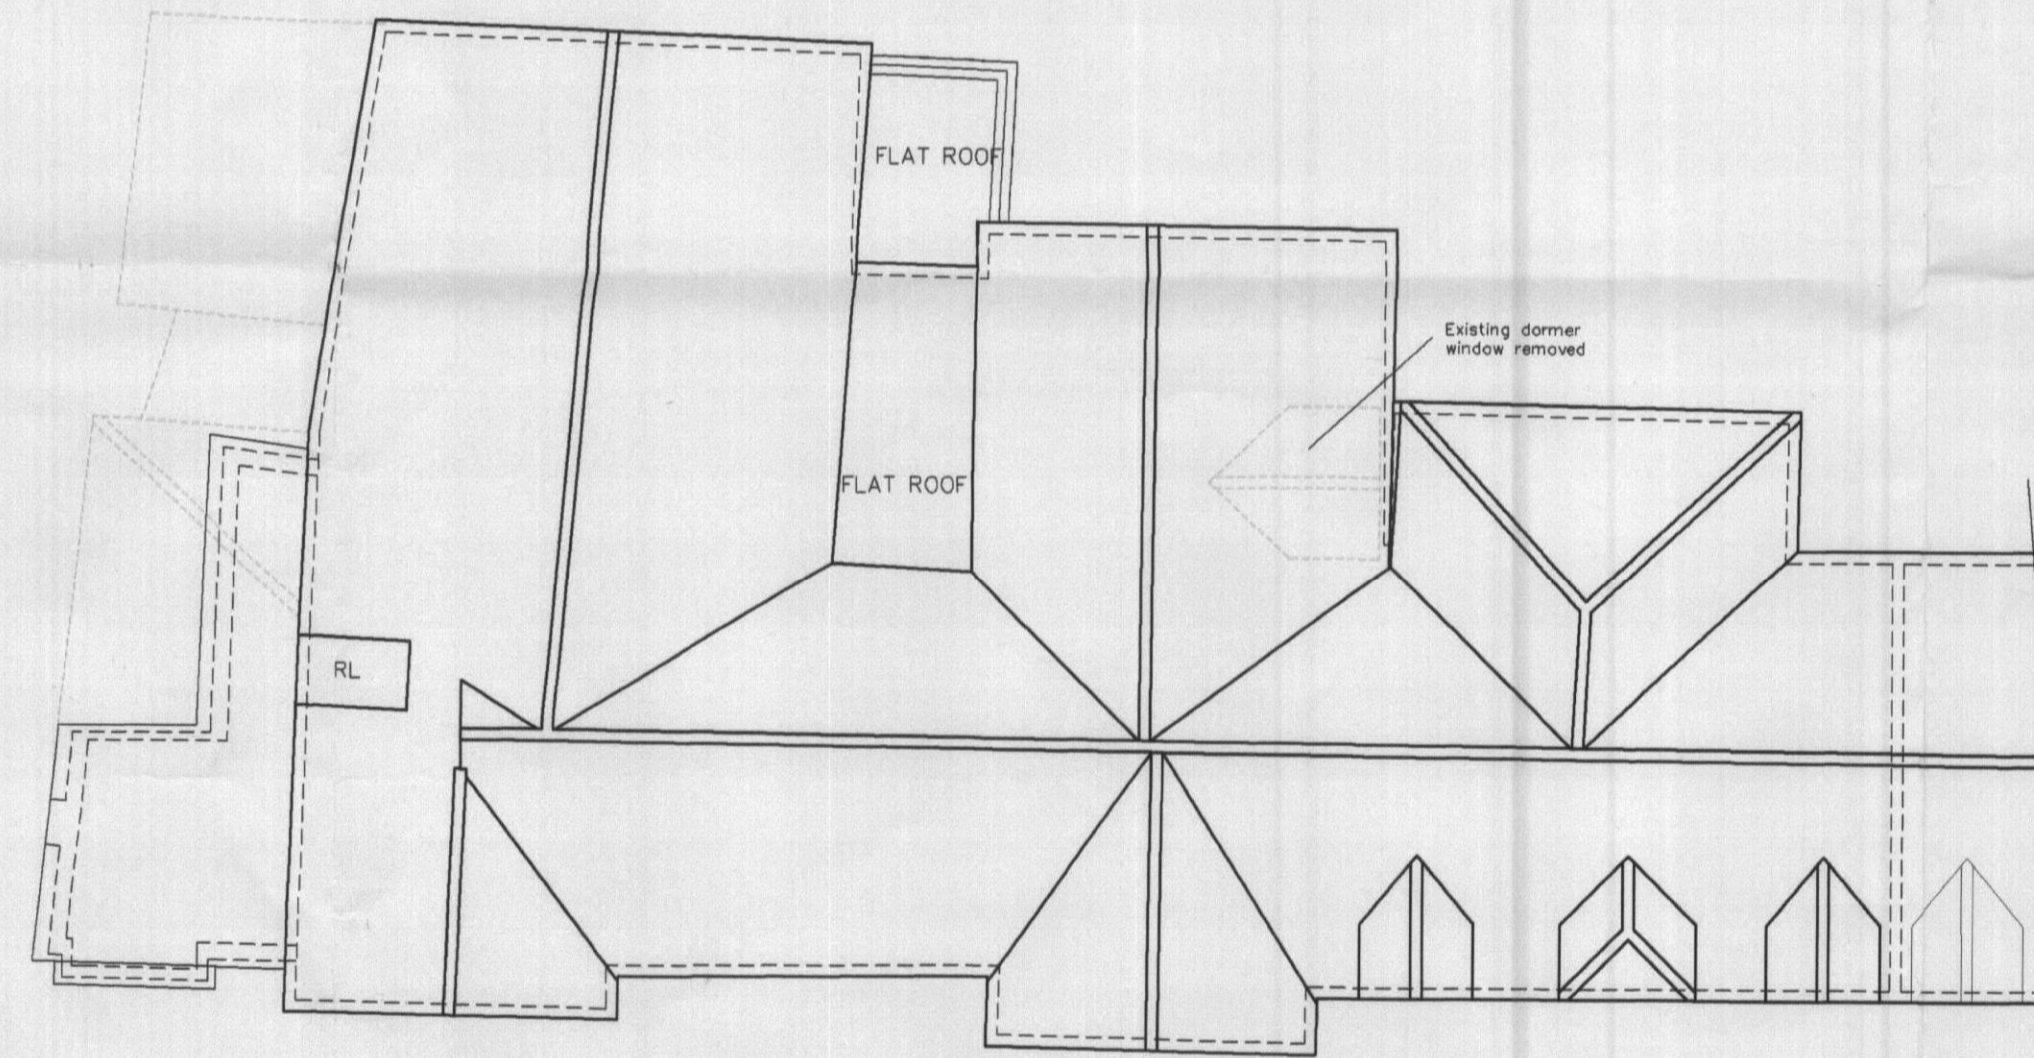 FLAT ROOF
Existing dormer
window removed
FLAT ROOF
RL